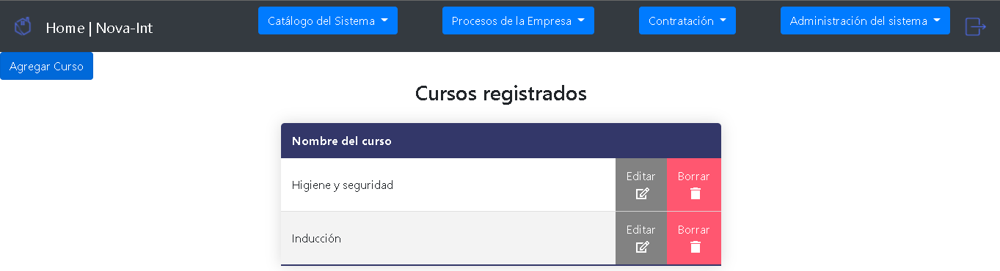 Home | Nova-Int
Catálogo del Sistema
Procesos de la Empresa
Contratación
Administración del sistema
Agregar Curso
Cursos registrados
Nombre del curso
Higiene y seguridad
Editar
Borrar
Inducción
Editar
Borrar